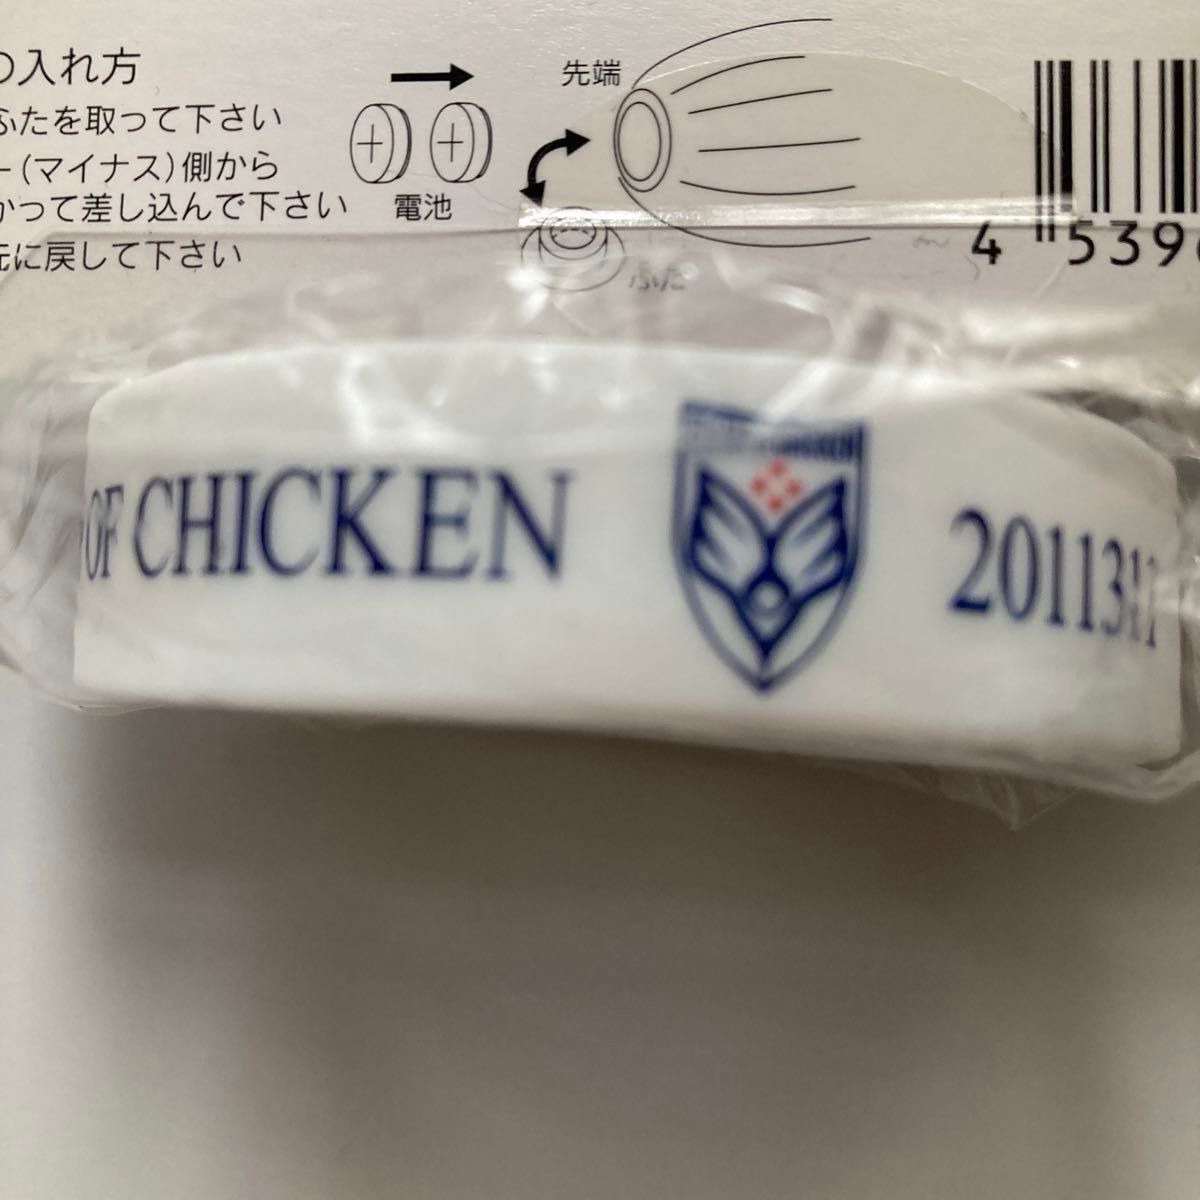 の入れ方
ふたを取って下さい
ー(マイナス)側から
かって差し込んで下さい
元に戻して下さい
電池
先端
ふた
4 5396
OF CHICKEN
2011311